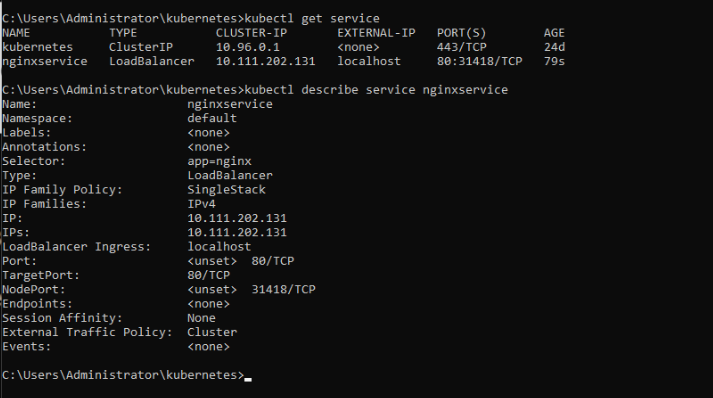 C:\Users\Administrator\kubernetes>kubectl get service
NAME           TYPE           CLUSTER-IP       EXTERNAL-IP   PORT(S)        AGE
kubernetes     ClusterIP      10.96.0.1        <none>        443/TCP        24d
nginxservice   LoadBalancer   10.111.202.131   localhost     80:31418/TCP   79s
C:\Users\Administrator\kubernetes>kubectl describe service nginxservice
Name:                     nginxservice
Namespace:                default
Labels:                   <none>
Annotations:              <none>
Selector:                 app=nginx
Type:                     LoadBalancer
IP Family Policy:         SingleStack
IP Families:              IPv4
IP:                       10.111.202.131
IPs:                      10.111.202.131
LoadBalancer Ingress:     localhost
Port:                     <unset>  80/TCP
TargetPort:               80/TCP
NodePort:                 <unset>  31418/TCP
Endpoints:                <none>
Session Affinity:         None
External Traffic Policy:  Cluster
Events:                   <none>
C:\Users\Administrator\kubernetes>